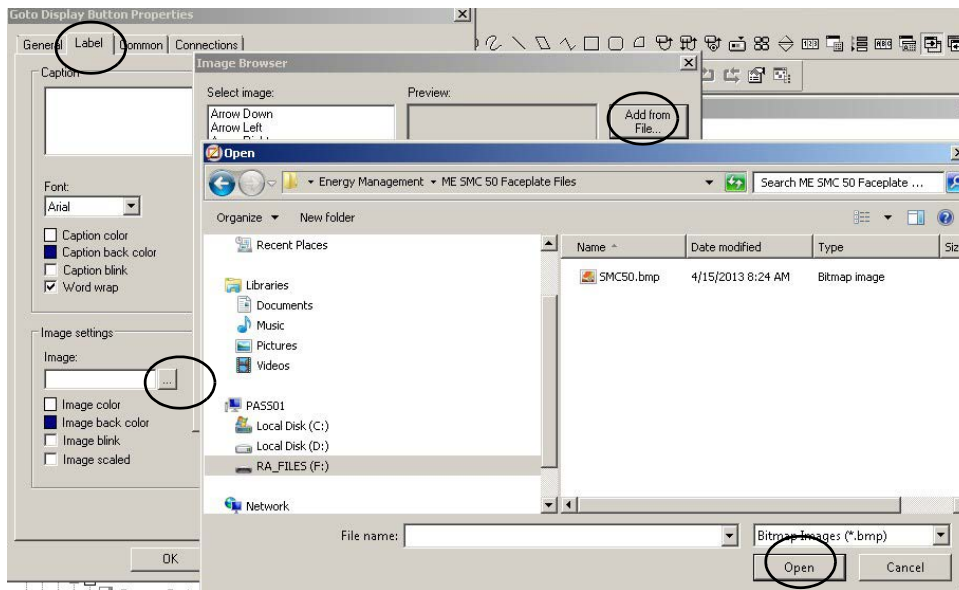 Goto Display Button Properties
General Label Common Connections
Caption
Font:
Arial
Caption color
Caption back color
Caption blink
Word wrap
Image settings
Image:
...
Image color
Image back color
Image blink
Image scaled
OK
Image Browser
Select image:
Preview:
Arrow Down
Arrow Left
Add from
File...
Open
Energy Management ME SMC 50 Faceplate Files
Search ME SMC 50 Faceplate ...
Organize New folder
Recent Places
Libraries
Documents
Music
Pictures
Videos
PASS01
Local Disk (C:)
Local Disk (D:)
RA_FILES (F:)
Network
Name Date modified Type Siz
SMC50.bmp 4/15/2013 8:24 AM Bitmap image
File name:
Bitmap Images (*.bmp)
Open Cancel